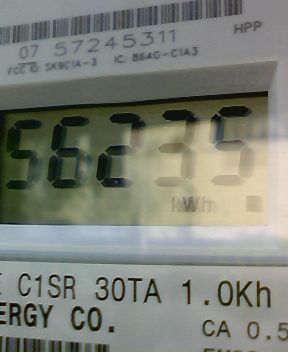 07 57245311
HPP
FCC ID: SK9C1A-3 IC: 864G-C1A3
56235
kWh
C1SR 30TA 1.0Kh
ERGY CO.
CA 0.5